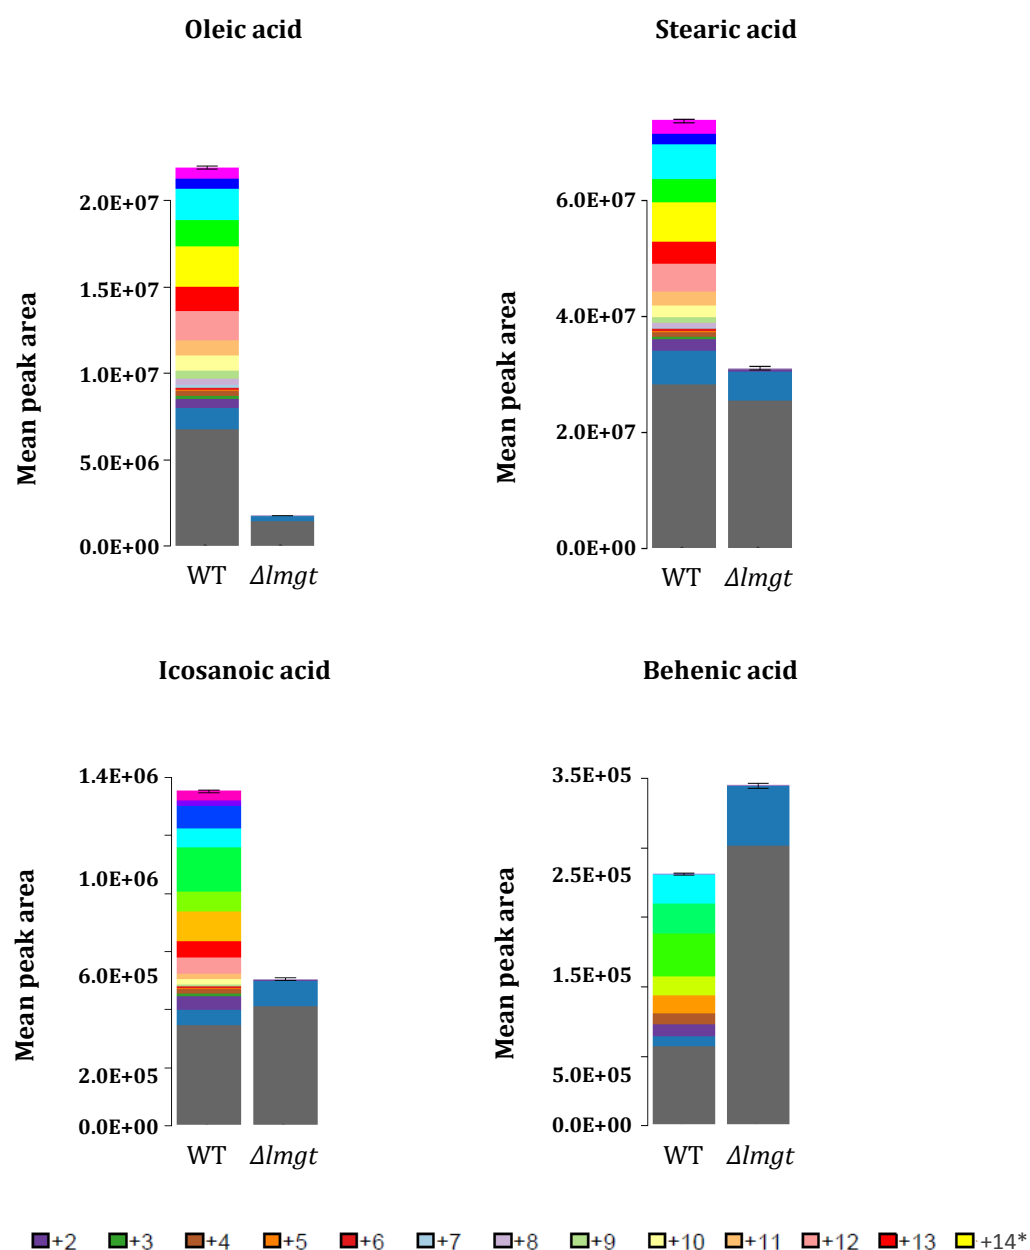 Oleic acid
Stearic acid
Mean peak area
2.0E+07
1.5E+07
1.0E+07
5.0E+06
0.0E+00
WT Δlmgt
Mean peak area
6.0E+07
4.0E+07
2.0E+07
0.0E+00
WT Δlmgt
Icosanoic acid
Behenic acid
Mean peak area
1.4E+06
1.0E+06
6.0E+05
2.0E+05
0.0E+00
WT Δlmgt
Mean peak area
3.5E+05
2.5E+05
1.5E+05
5.0E+05
0.0E+00
WT Δlmgt
+2 +3 +4 +5 +6 +7 +8 +9 +10 +11 +12 +13 +14*